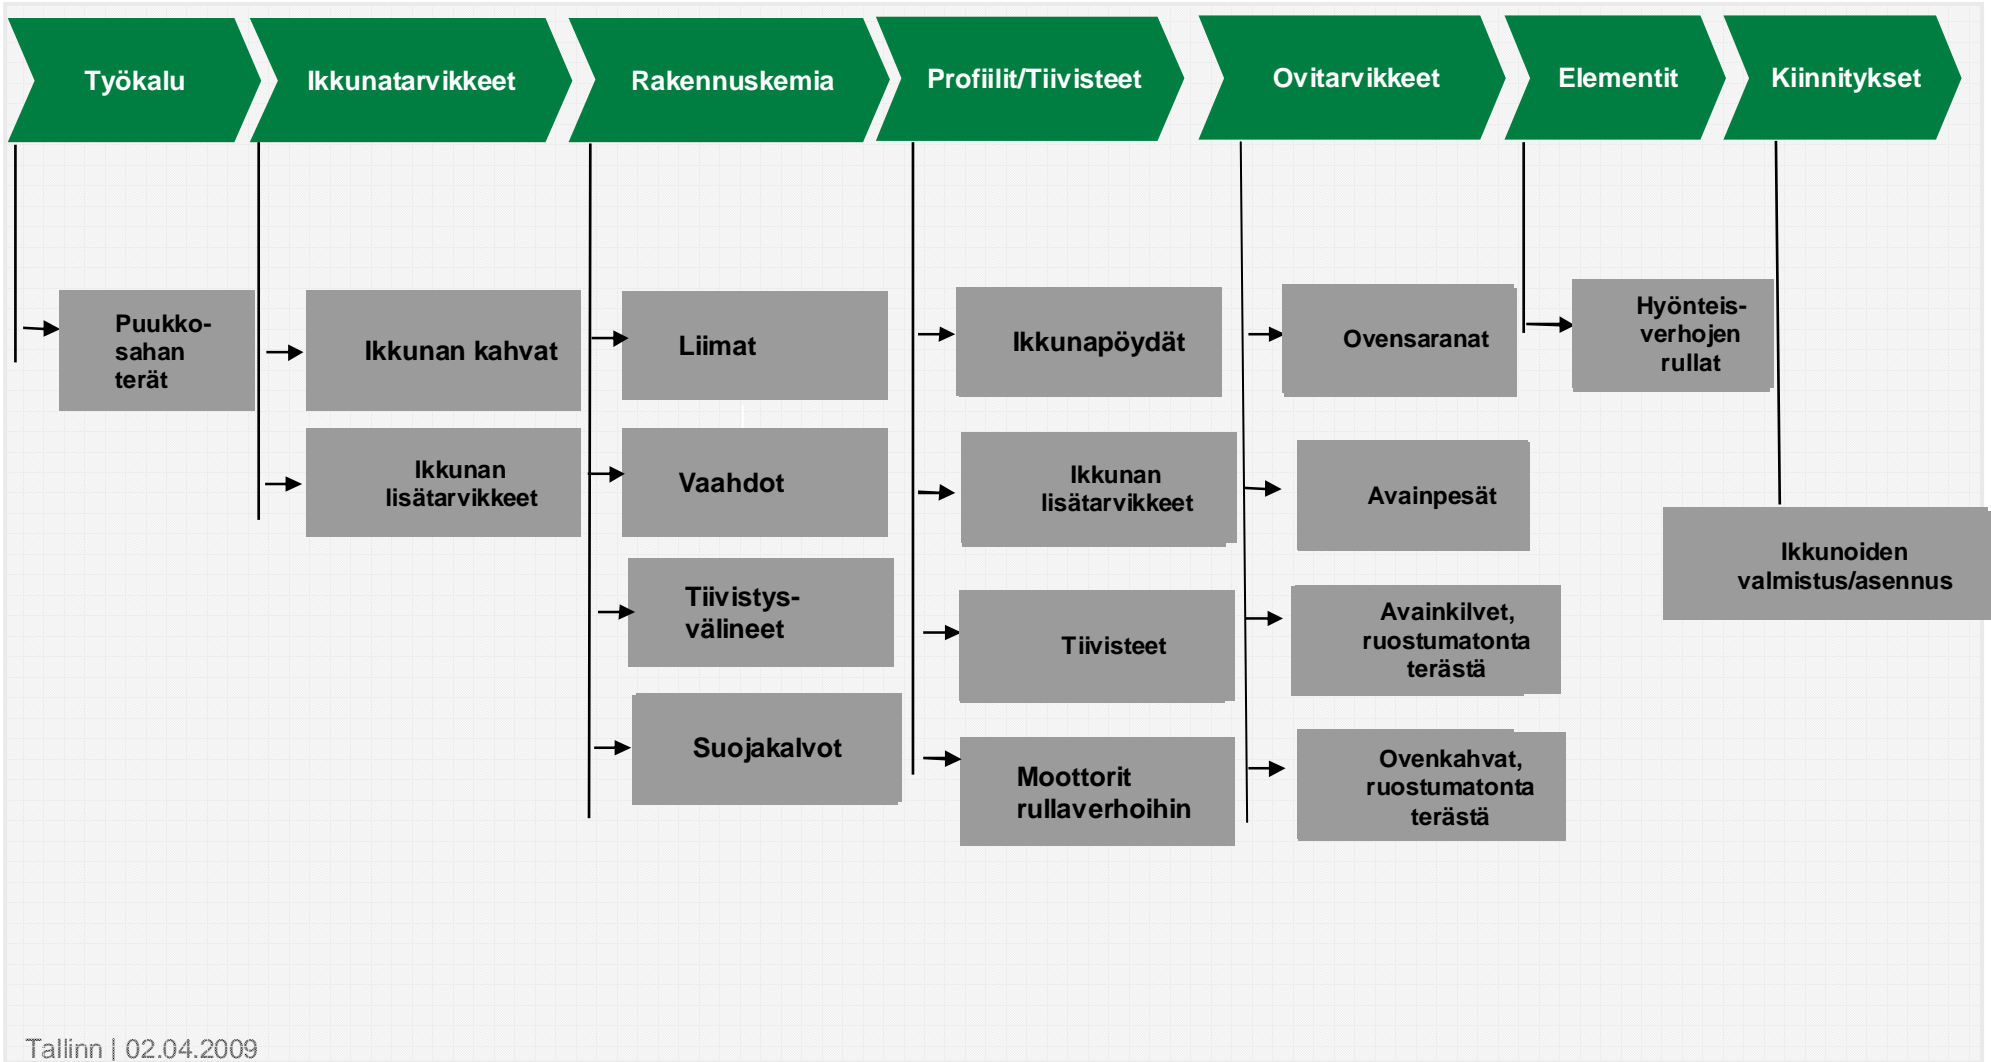 Työkalu
Ikkunatarvikkeet
Rakennuskemia
Profiilit/Tiivisteet
Ovitarvikkeet
Elementit
Kiinnitykset
Puukko-
sahan
terät
Ikkunan kahvat
Ikkunan
lisätarvikkeet
Liimat
Vaahdot
Tiivistys-
välineet
Suojakalvot
Ikkunapöydät
Ikkunan
lisätarvikkeet
Tiivisteet
Moottorit
rullaverhoihin
Ovensaranat
Avainpesät
Avainkilvet,
ruostumatonta
terästä
Ovenkahvat,
ruostumatonta
terästä
Hyönteis-
verhojen
rullat
Ikkunoiden
valmistus/asennus
Tallinn | 02.04.2009